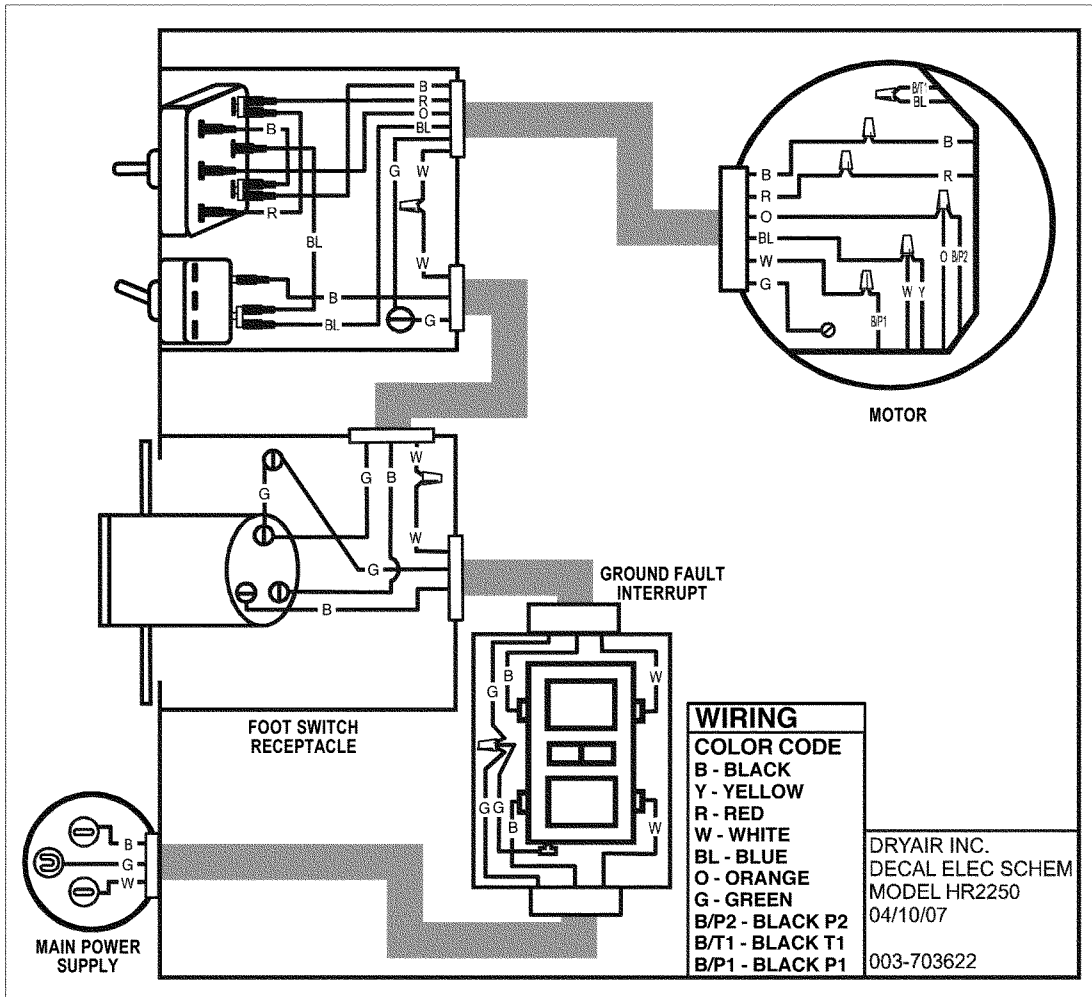 B
R
O
BL
B
G
W
R
BL
W
B
BL
G
B/T1
BL
B
B
R
R
O
BL
W
G
O
B/P2
W
Y
B/P1
MOTOR
W
G
B
G
W
G
B
GROUND FAULT
INTERRUPT
FOOT SWITCH
RECEPTACLE
B
W
G
G
G
B
W
B
G
W
MAIN POWER
SUPPLY
WIRING
COLOR CODE
B - BLACK
Y - YELLOW
R - RED
W - WHITE
BL - BLUE
O - ORANGE
G - GREEN
B/P2 - BLACK P2
B/T1 - BLACK T1
B/P1 - BLACK P1
DRYAIR INC.
DECAL ELEC SCHEM
MODEL HR2250
04/10/07
003-703622